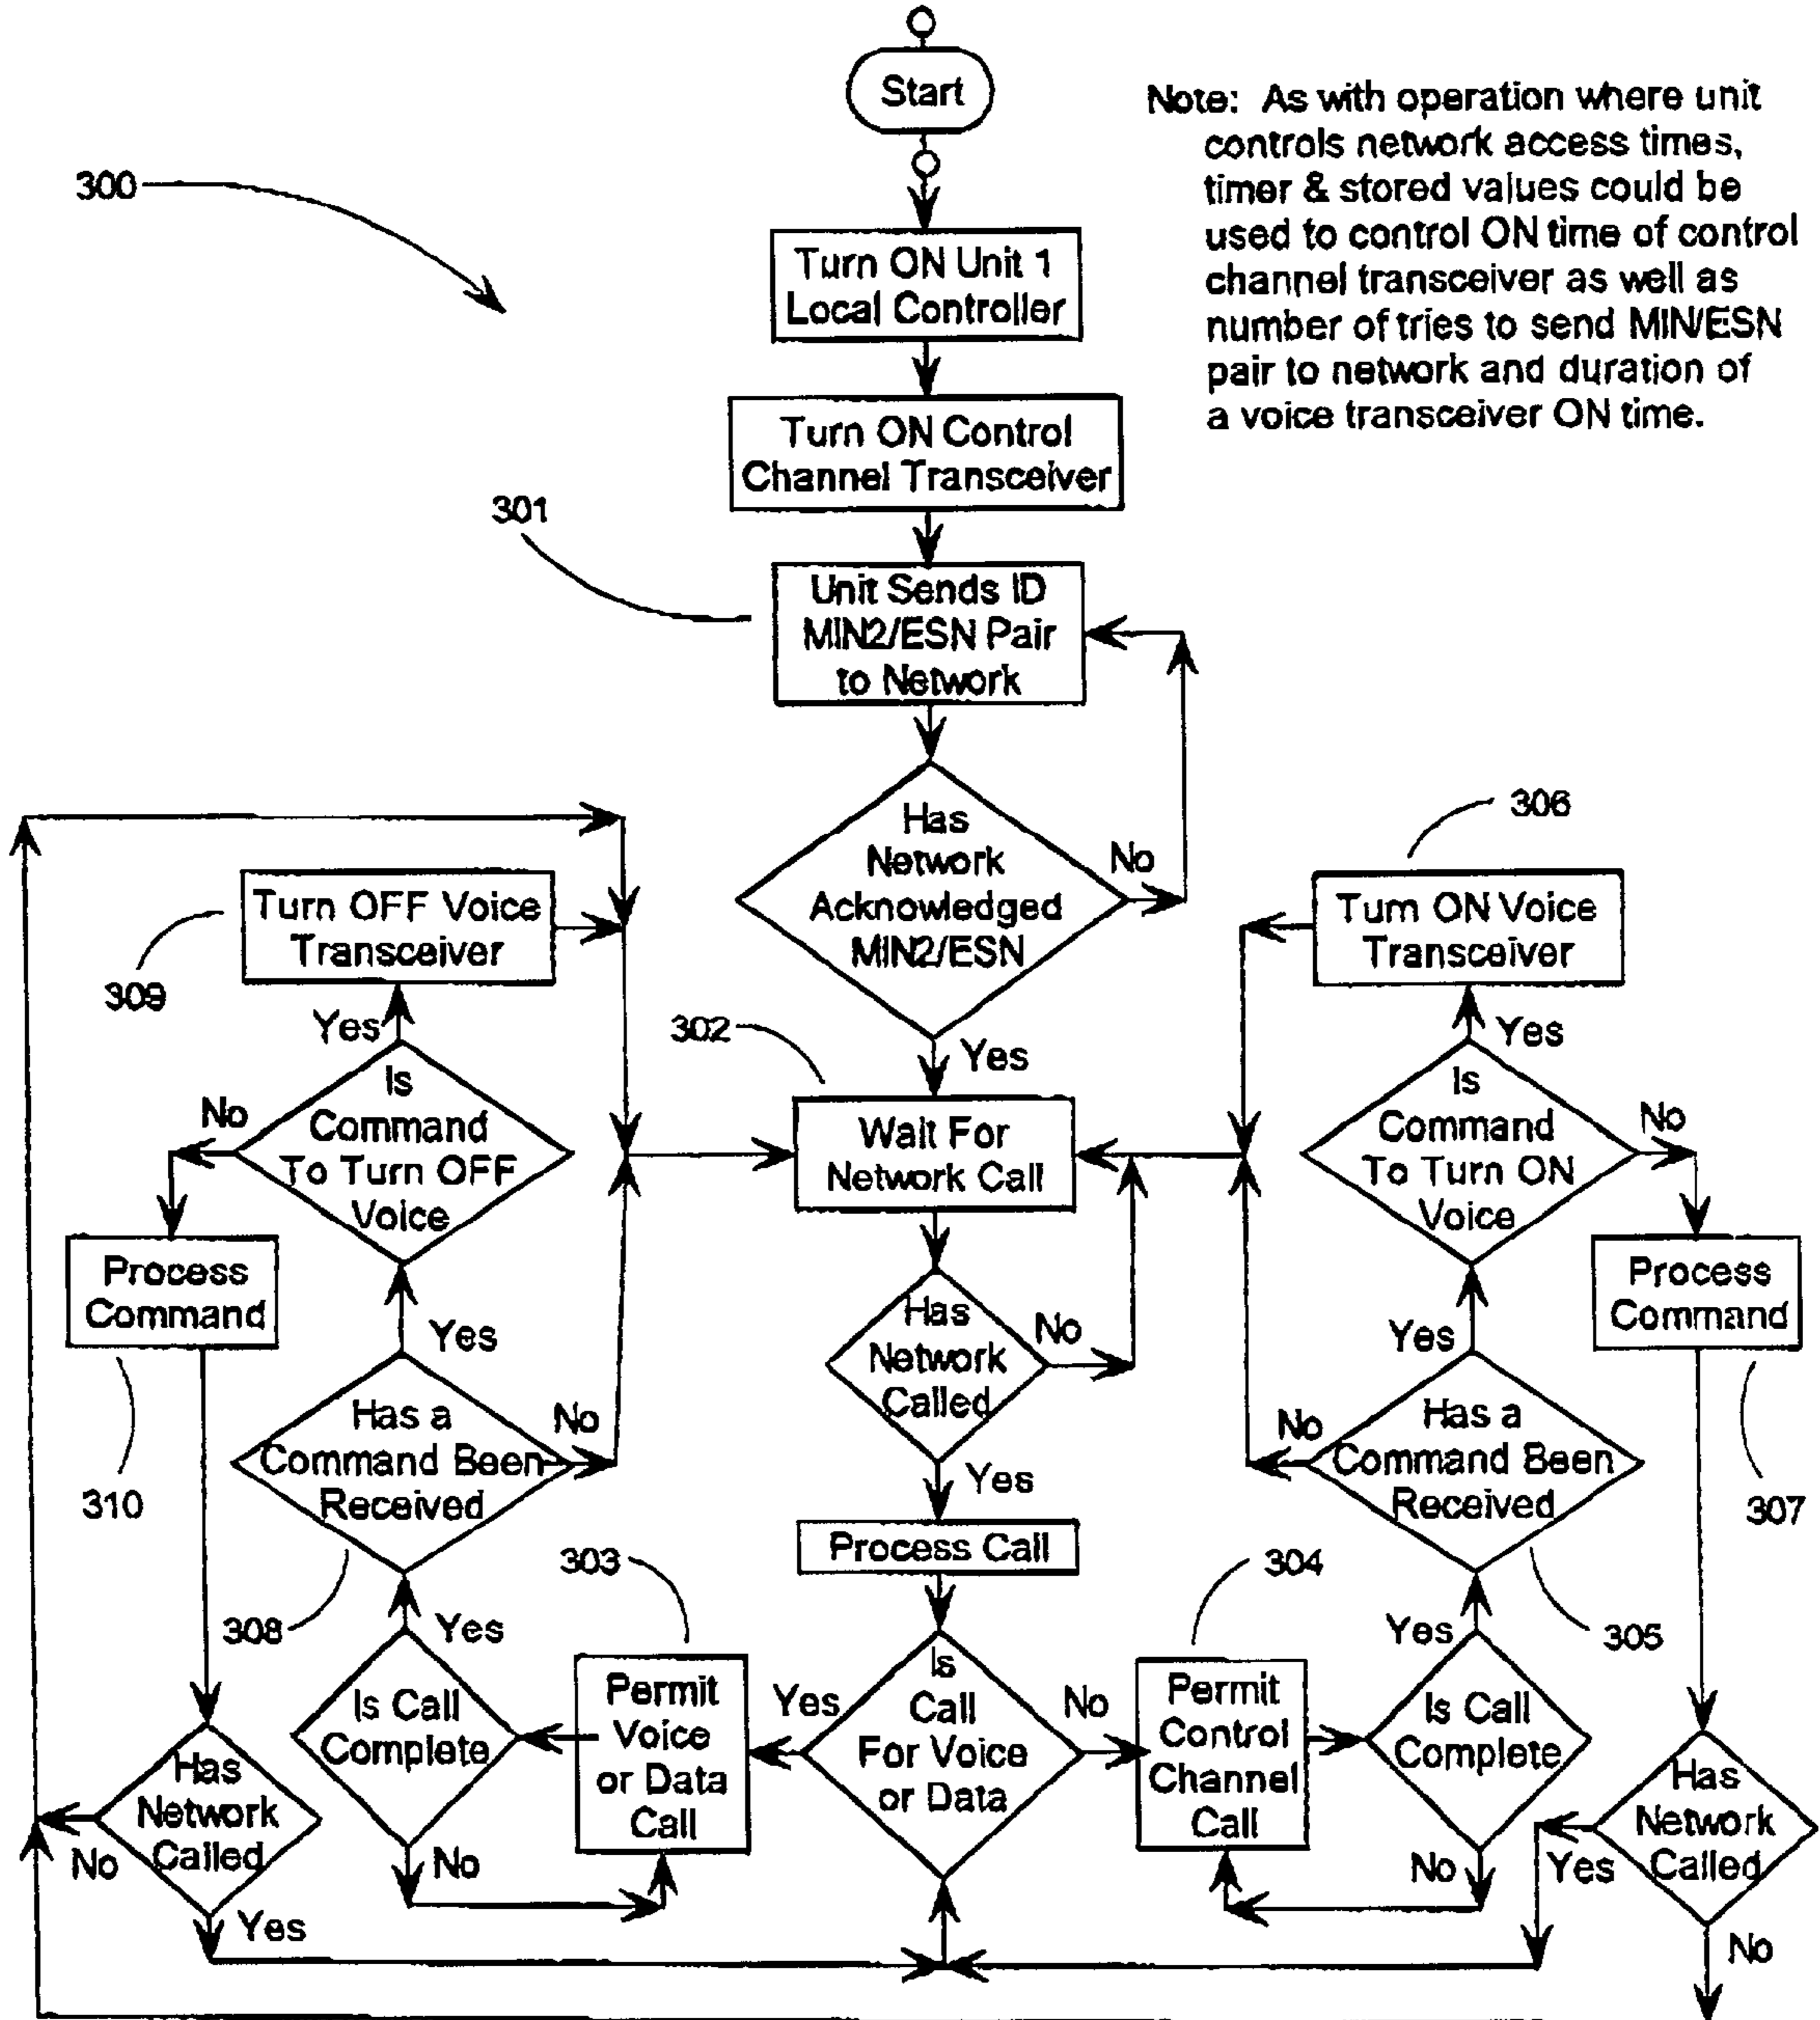 Start
Note: As with operation where unit
controls network access times,
timer & stored values could be
used to control ON time of control
channel transceiver as well as
number of tries to send MIN/ESN
pair to network and duration of
a voice transceiver ON time.
300
Turn ON Unit 1
Local Controller
Turn ON Control
Channel Transceiver
301
Unit Sends ID
MIN2/ESN Pair
to Network
Has
Network
Acknowledged
MIN2/ESN
No
Yes
306
Turn OFF Voice
Transceiver
309
Turn ON Voice
Transceiver
Yes
302
Yes
Is
Command
To Turn OFF
Voice
No
Wait For
Network Call
Is
Command
To Turn ON
Voice
No
Process
Command
310
Yes
Has
Network
Called
No
Yes
Yes
Process
Command
307
Has a
Command Been
Received
No
308
Has a
Command Been
Received
No
305
Process Call
303
304
Yes
Is Call
Complete
No
Permit
Voice
or Data
Call
Yes
Is
Call
For Voice
or Data
No
Permit
Control
Channel
Call
Yes
Is Call
Complete
No
Has
Network
Called
No
Yes
Has
Network
Called
Yes
No